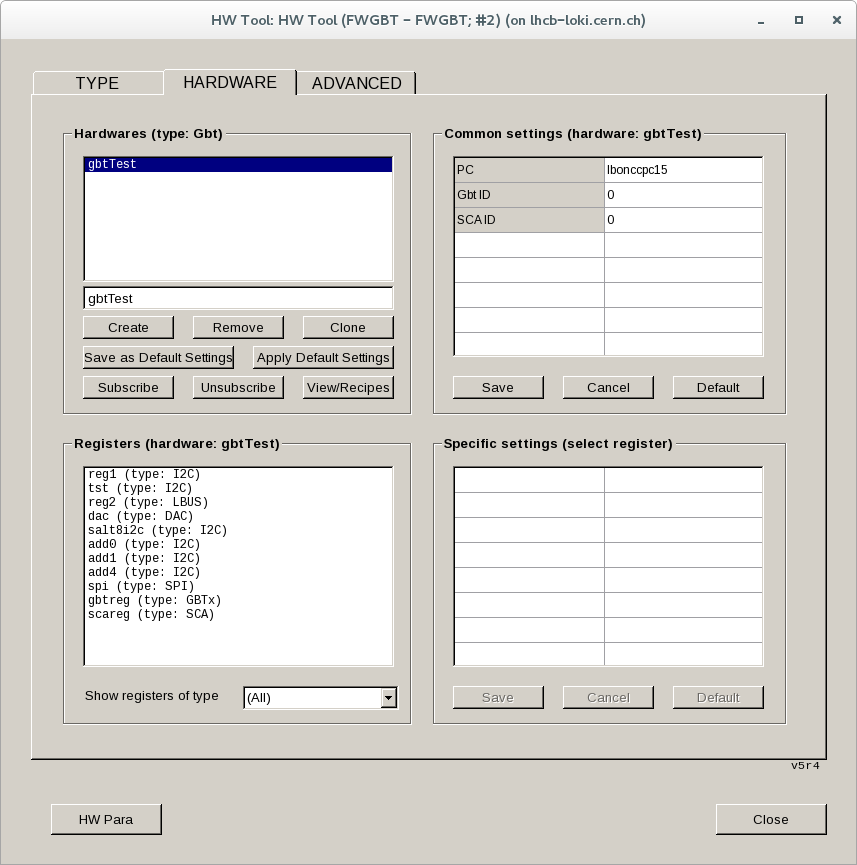 HW Tool: HW Tool (FWGBT - FWGBT; #2) (on lhcb-loki.cern.ch)
TYPE HARDWARE ADVANCED
Hardwares (type: Gbt)
gbtTest
gbtTest
Create Remove Clone
Save as Default Settings Apply Default Settings
Subscribe Unsubscribe View/Recipes
Common settings (hardware: gbtTest)
PC lbonccpc15
Gbt ID 0
SCA ID 0
Save Cancel Default
Registers (hardware: gbtTest)
reg1 (type: I2C)
tst (type: I2C)
reg2 (type: LBUS)
dac (type: DAC)
salt8i2c (type: I2C)
add0 (type: I2C)
add1 (type: I2C)
add4 (type: I2C)
spi (type: SPI)
gbtreg (type: GBTx)
scareg (type: SCA)
Show registers of type (All)
Specific settings (select register)
Save Cancel Default
v5r4
HW Para Close